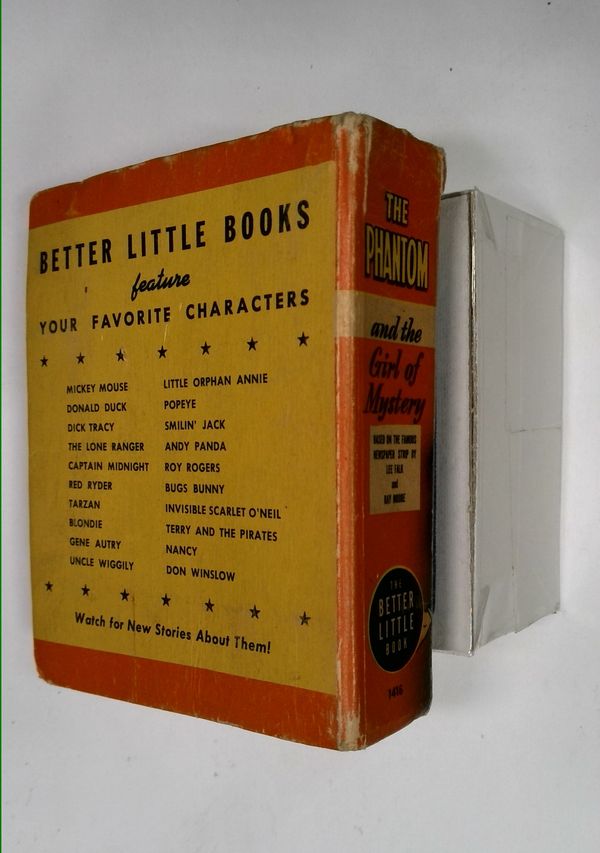 BETTER LITTLE BOOKS
feature
YOUR FAVORITE CHARACTERS
MICKEY MOUSE
DONALD DUCK
DICK TRACY
THE LONE RANGER
CAPTAIN MIDNIGHT
RED RYDER
TARZAN
BLONDIE
GENE AUTRY
UNCLE WIGGILY
LITTLE ORPHAN ANNIE
POPEYE
SMILIN' JACK
ANDY PANDA
ROY ROGERS
BUGS BUNNY
INVISIBLE SCARLET O'NEIL
TERRY AND THE PIRATES
NANCY
DON WINSLOW
Watch for New Stories About Them!
THE
PHANTOM
and the
Girl of
Mystery
BASED ON THE FAMOUS
NEWSPAPER STRIP BY
LEE FALK
and
RAY MOORE
THE
BETTER
LITTLE
BOOK
1416